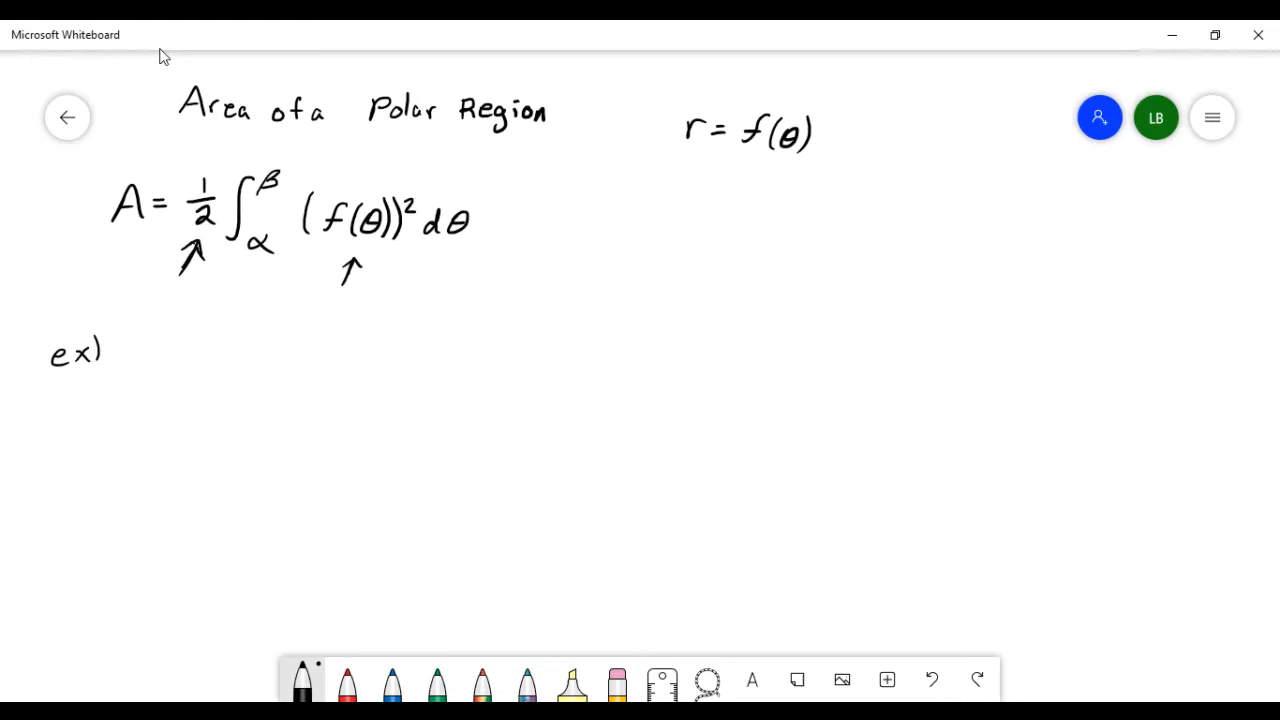 Microsoft Whiteboard
Area of a Polar Region
r = f(θ)
LB
A = 1/2 ∫_α^β (f(θ))² dθ
ex)
A